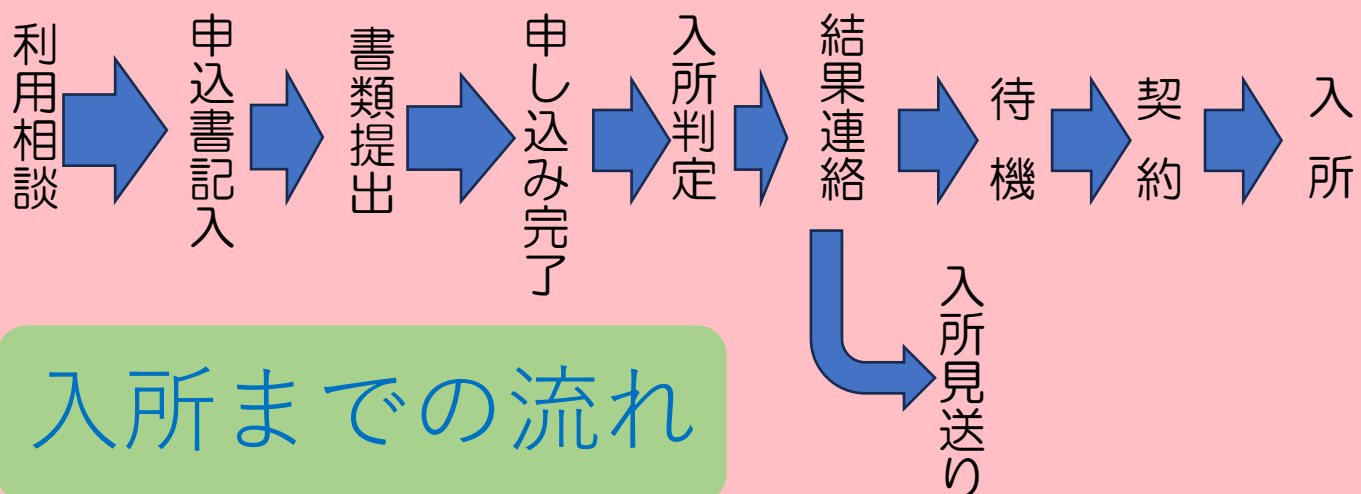 利用相談
申込書記入
書類提出
申し込み完了
入所判定
結果連絡
待機
契約
入所
入所見送り
入所までの流れ